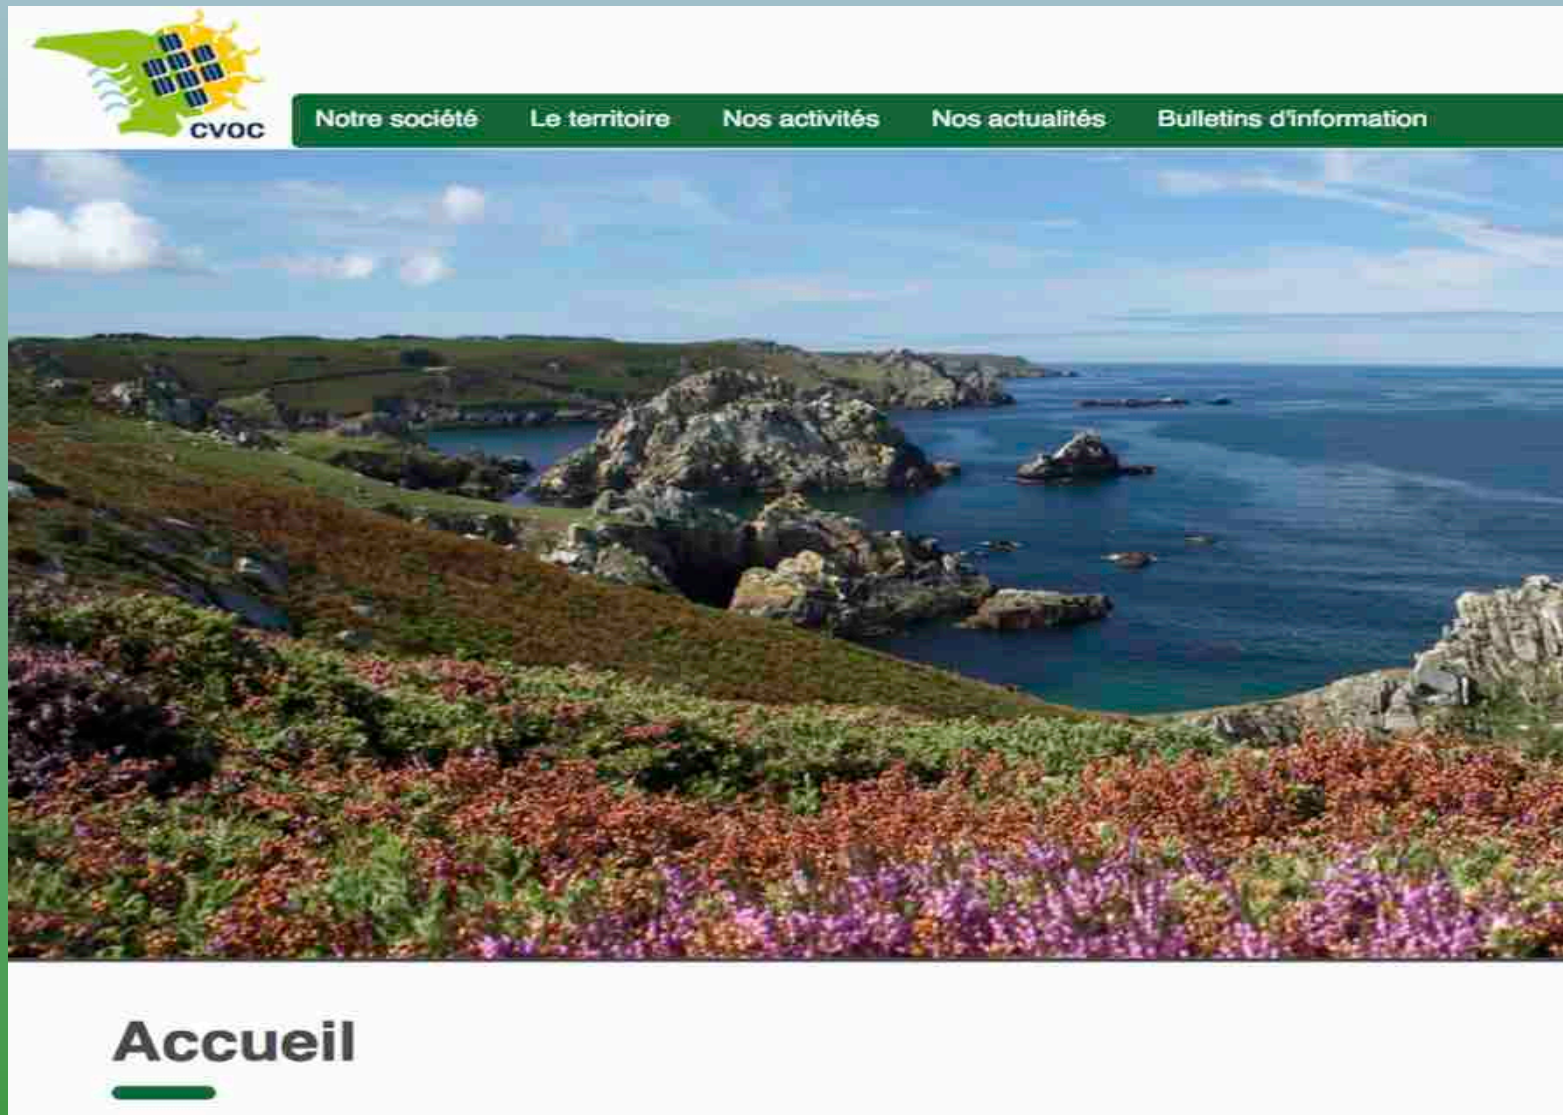 CVOC
Notre société Le territoire Nos activités Nos actualités Bulletins d'information
Accueil